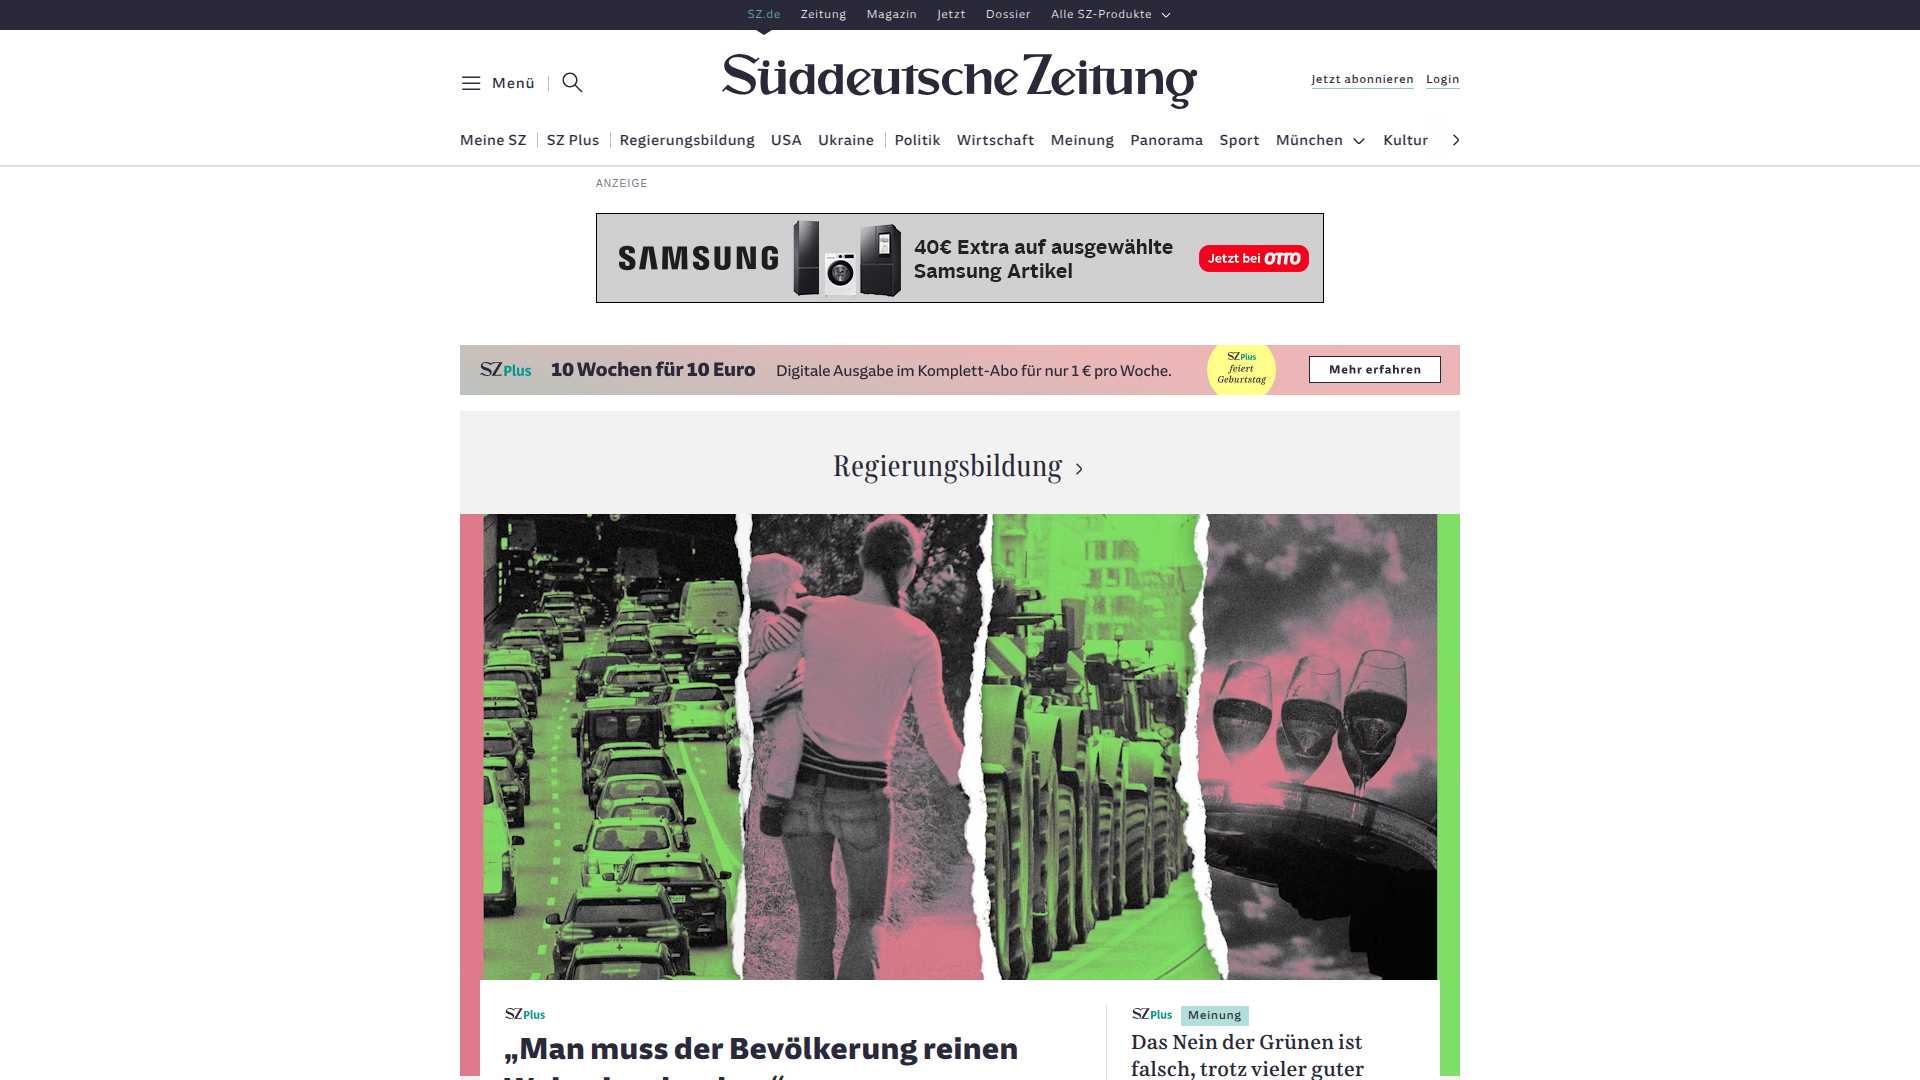 SZ.de Zeitung Magazin Jetzt Dossier Alle SZ-Produkte
Menü
Süddeutsche Zeitung
Jetzt abonnieren Login
Meine SZ SZ Plus Regierungsbildung USA Ukraine Politik Wirtschaft Meinung Panorama Sport München Kultur
ANZEIGE
SAMSUNG
40€ Extra auf ausgewählte
Samsung Artikel
Jetzt bei OTTO
SZ Plus 10 Wochen für 10 Euro Digitale Ausgabe im Komplett-Abo für nur 1 € pro Woche.
SZ Plus
feiert
Geburtstag
Mehr erfahren
Regierungsbildung
SZ Plus
„Man muss der Bevölkerung reinen
SZ Plus Meinung
Das Nein der Grünen ist
falsch, trotz vieler guter